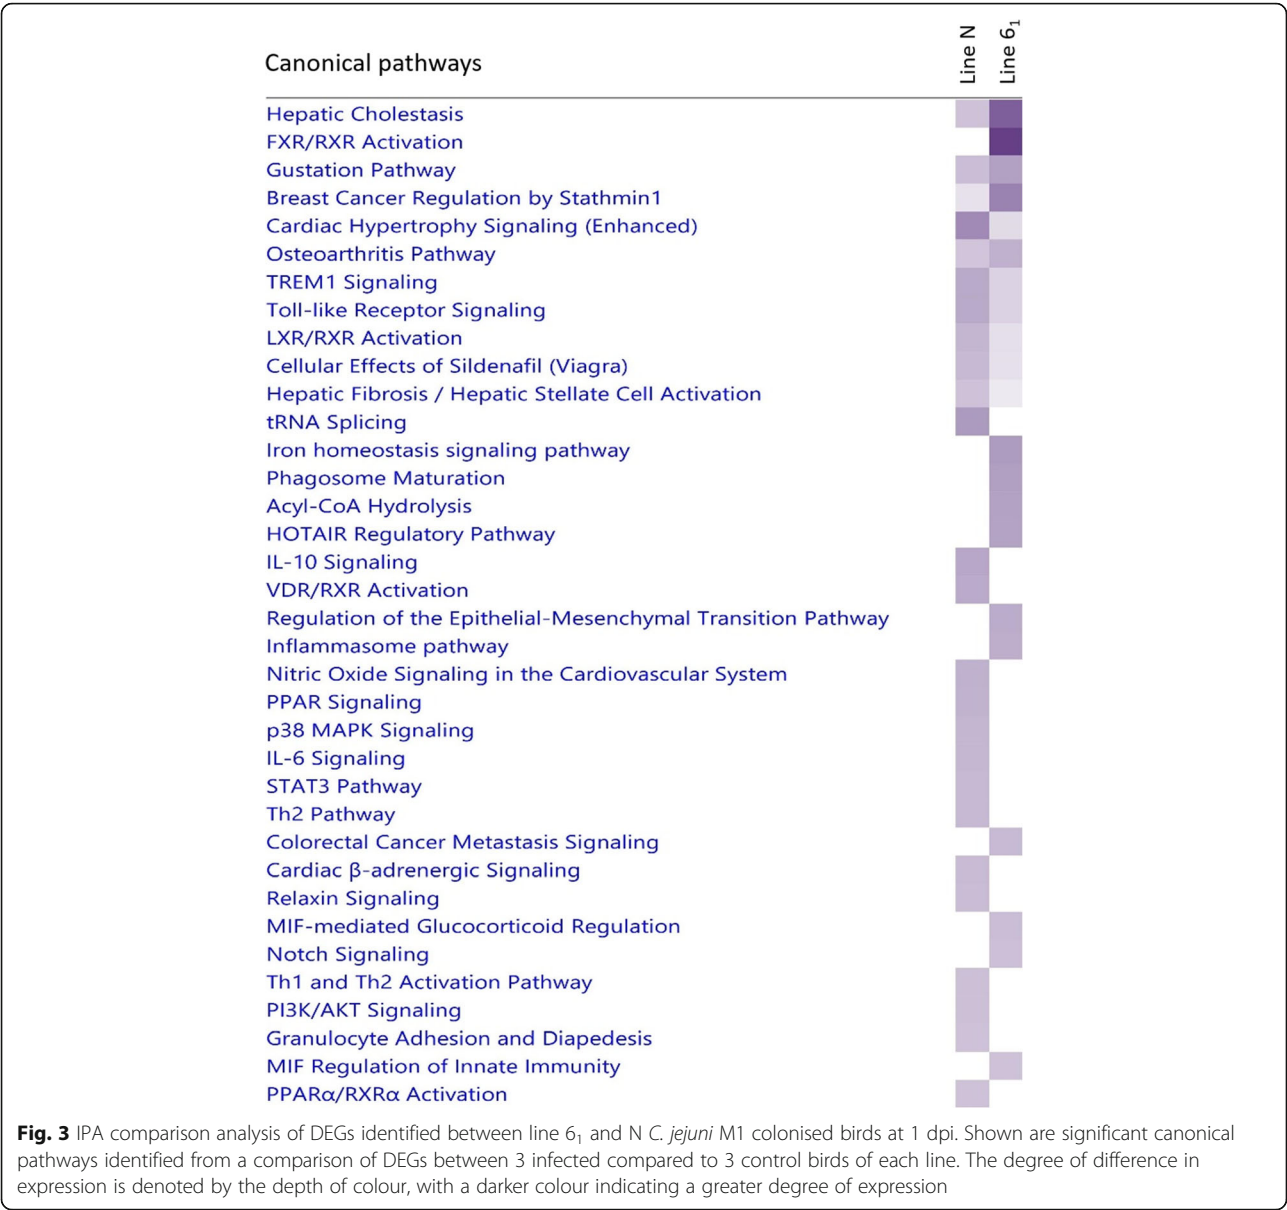 Canonical pathways
Line N
Line 6₁
Hepatic Cholestasis
FXR/RXR Activation
Gustation Pathway
Breast Cancer Regulation by Stathmin1
Cardiac Hypertrophy Signaling (Enhanced)
Osteoarthritis Pathway
TREM1 Signaling
Toll-like Receptor Signaling
LXR/RXR Activation
Cellular Effects of Sildenafil (Viagra)
Hepatic Fibrosis / Hepatic Stellate Cell Activation
tRNA Splicing
Iron homeostasis signaling pathway
Phagosome Maturation
Acyl-CoA Hydrolysis
HOTAIR Regulatory Pathway
IL-10 Signaling
VDR/RXR Activation
Regulation of the Epithelial-Mesenchymal Transition Pathway
Inflammasome pathway
Nitric Oxide Signaling in the Cardiovascular System
PPAR Signaling
p38 MAPK Signaling
IL-6 Signaling
STAT3 Pathway
Th2 Pathway
Colorectal Cancer Metastasis Signaling
Cardiac β-adrenergic Signaling
Relaxin Signaling
MIF-mediated Glucocorticoid Regulation
Notch Signaling
Th1 and Th2 Activation Pathway
PI3K/AKT Signaling
Granulocyte Adhesion and Diapedesis
MIF Regulation of Innate Immunity
PPARα/RXRα Activation
Fig. 3 IPA comparison analysis of DEGs identified between line 6₁ and N C. jejuni M1 colonised birds at 1 dpi. Shown are significant canonical
pathways identified from a comparison of DEGs between 3 infected compared to 3 control birds of each line. The degree of difference in
expression is denoted by the depth of colour, with a darker colour indicating a greater degree of expression